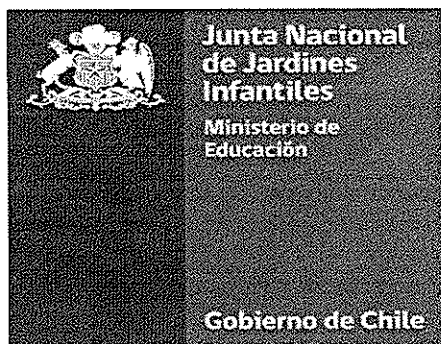 Junta Nacional
de Jardines
Infantiles
Ministerio de
Educación
Gobierno de Chile